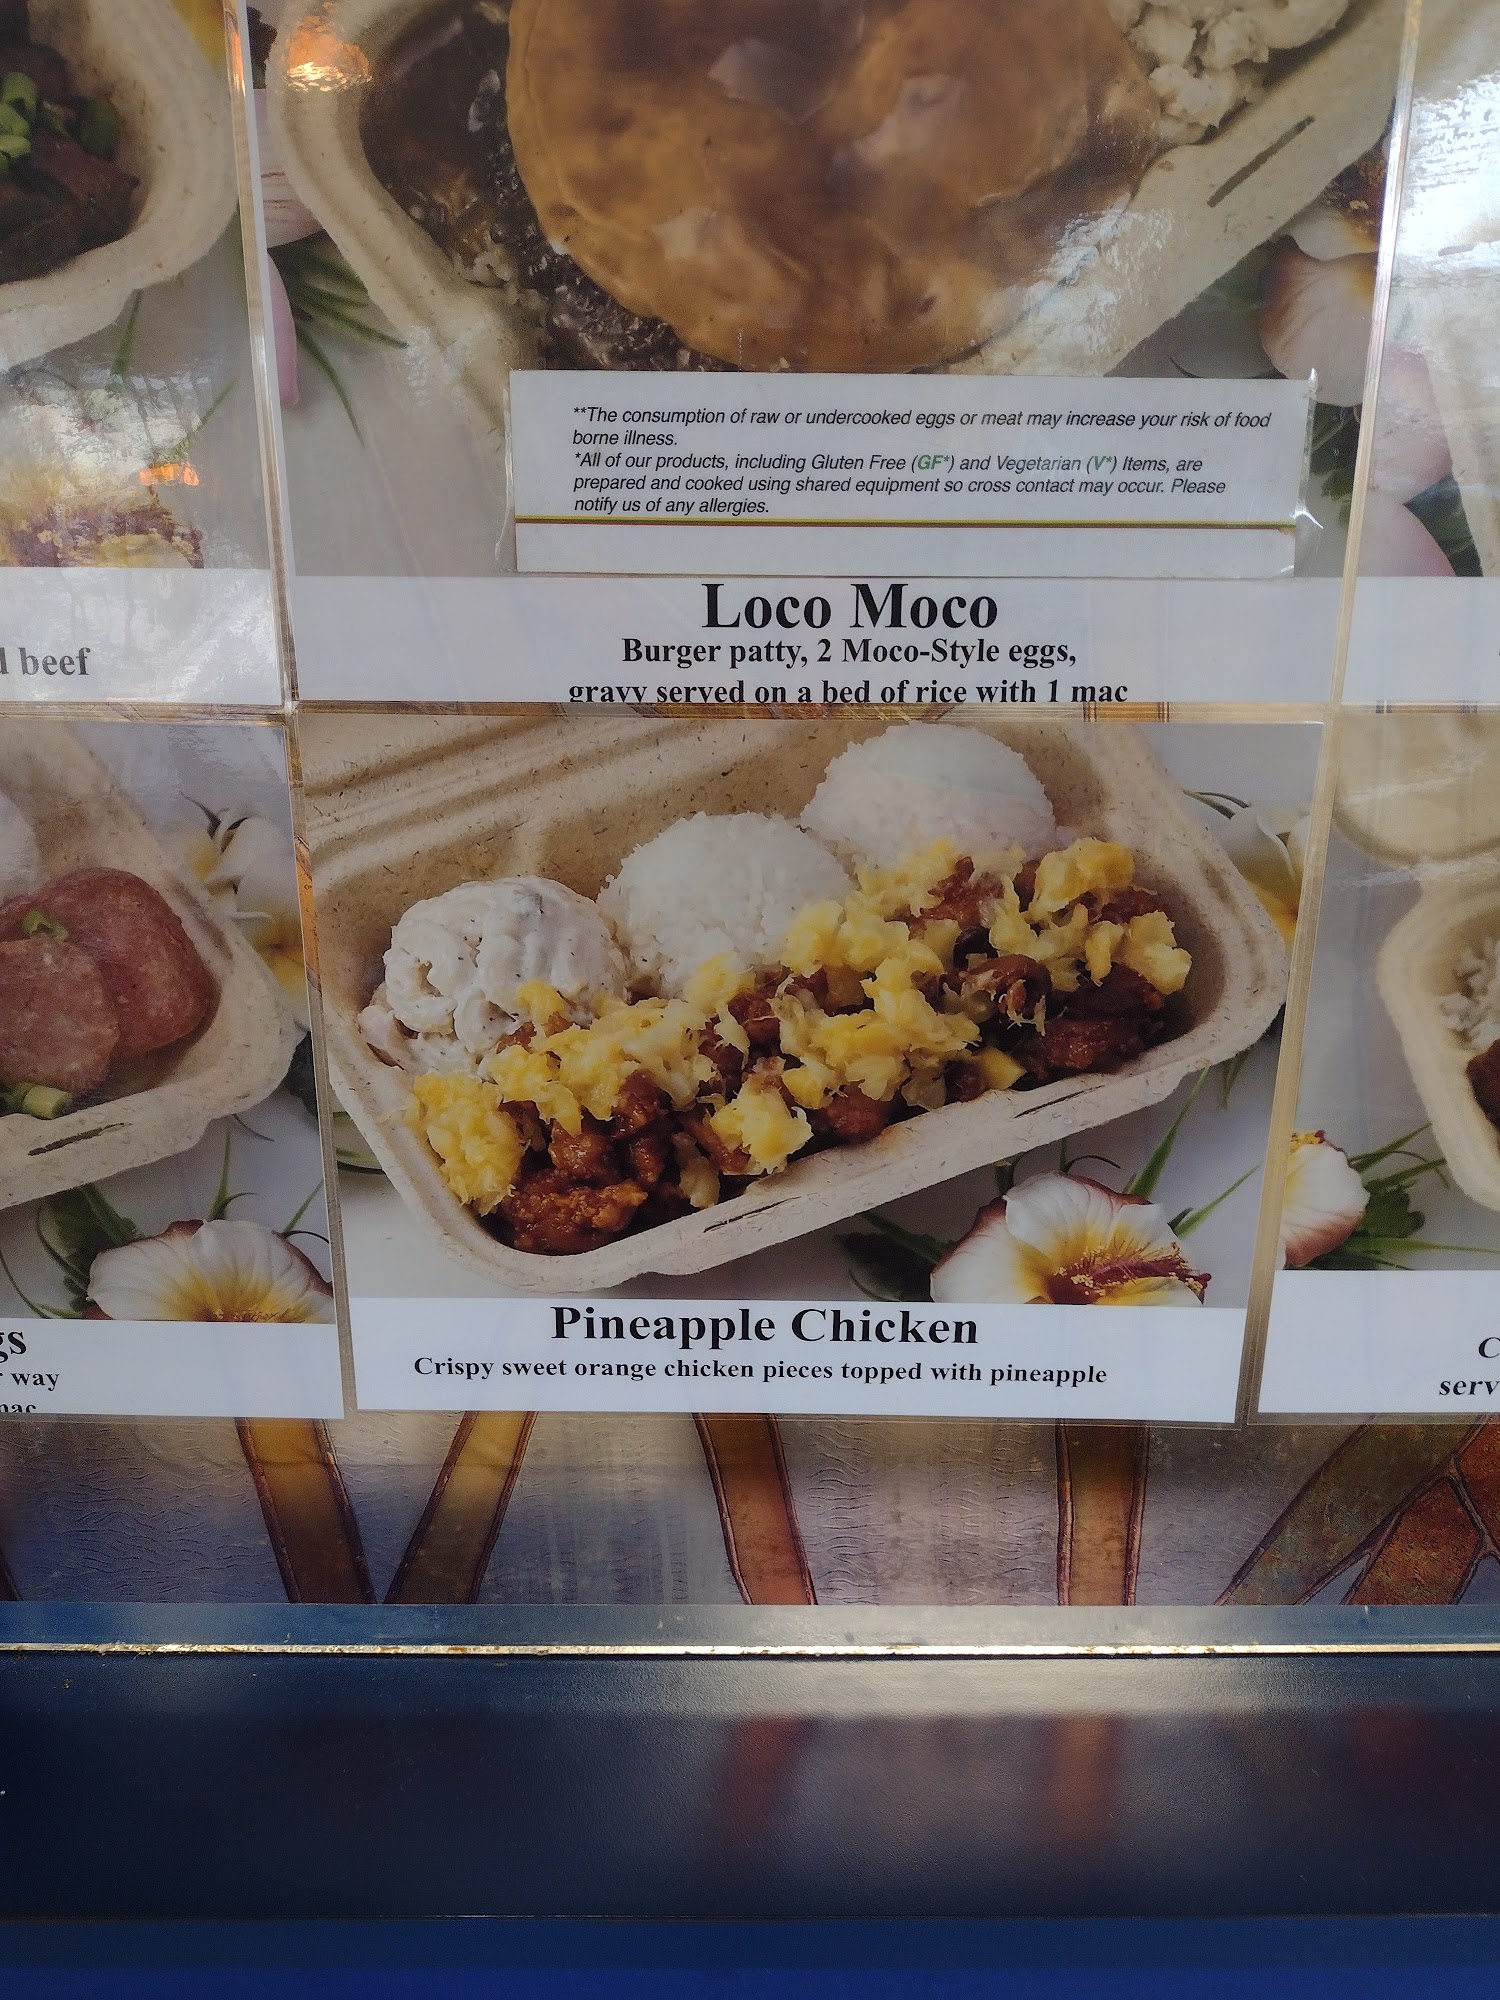 **The consumption of raw or undercooked eggs or meat may increase your risk of food
borne illness.
*All of our products, including Gluten Free (GF*) and Vegetarian (V*) Items, are
prepared and cooked using shared equipment so cross contact may occur. Please
notify us of any allergies.
Loco Moco
Burger patty, 2 Moco-Style eggs,
gravy served on a bed of rice with 1 mac
beef
way
Pineapple Chicken
Crispy sweet orange chicken pieces topped with pineapple